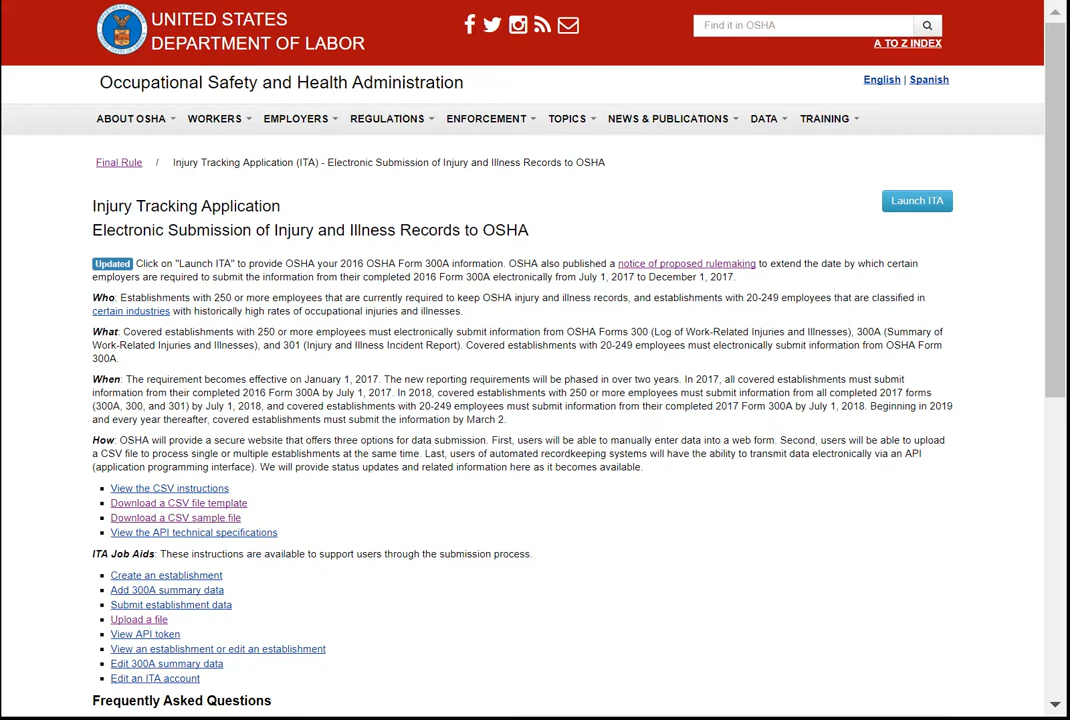 UNITED STATES
DEPARTMENT OF LABOR
Find it in OSHA
A TO Z INDEX
Occupational Safety and Health Administration
English | Spanish
ABOUT OSHA WORKERS EMPLOYERS REGULATIONS ENFORCEMENT TOPICS NEWS & PUBLICATIONS DATA TRAINING
Final Rule / Injury Tracking Application (ITA) - Electronic Submission of Injury and Illness Records to OSHA
Launch ITA
Injury Tracking Application
Electronic Submission of Injury and Illness Records to OSHA
Updated Click on "Launch ITA" to provide OSHA your 2016 OSHA Form 300A information. OSHA also published a notice of proposed rulemaking to extend the date by which certain
employers are required to submit the information from their completed 2016 Form 300A electronically from July 1, 2017 to December 1, 2017.
Who: Establishments with 250 or more employees that are currently required to keep OSHA injury and illness records, and establishments with 20-249 employees that are classified in
certain industries with historically high rates of occupational injuries and illnesses.
What: Covered establishments with 250 or more employees must electronically submit information from OSHA Forms 300 (Log of Work-Related Injuries and Illnesses), 300A (Summary of
Work-Related Injuries and Illnesses), and 301 (Injury and Illness Incident Report). Covered establishments with 20-249 employees must electronically submit information from OSHA Form
300A.
When: The requirement becomes effective on January 1, 2017. The new reporting requirements will be phased in over two years. In 2017, all covered establishments must submit
information from their completed 2016 Form 300A by July 1, 2017. In 2018, covered establishments with 250 or more employees must submit information from all completed 2017 forms
(300A, 300, and 301) by July 1, 2018, and covered establishments with 20-249 employees must submit information from their completed 2017 Form 300A by July 1, 2018. Beginning in 2019
and every year thereafter, covered establishments must submit the information by March 2.
How: OSHA will provide a secure website that offers three options for data submission. First, users will be able to manually enter data into a web form. Second, users will be able to upload
a CSV file to process single or multiple establishments at the same time. Last, users of automated recordkeeping systems will have the ability to transmit data electronically via an API
(application programming interface). We will provide status updates and related information here as it becomes available.
View the CSV instructions
Download a CSV file template
Download a CSV sample file
View the API technical specifications
ITA Job Aids: These instructions are available to support users through the submission process.
Create an establishment
Add 300A summary data
Submit establishment data
Upload a file
View API token
View an establishment or edit an establishment
Edit 300A summary data
Edit an ITA account
Frequently Asked Questions